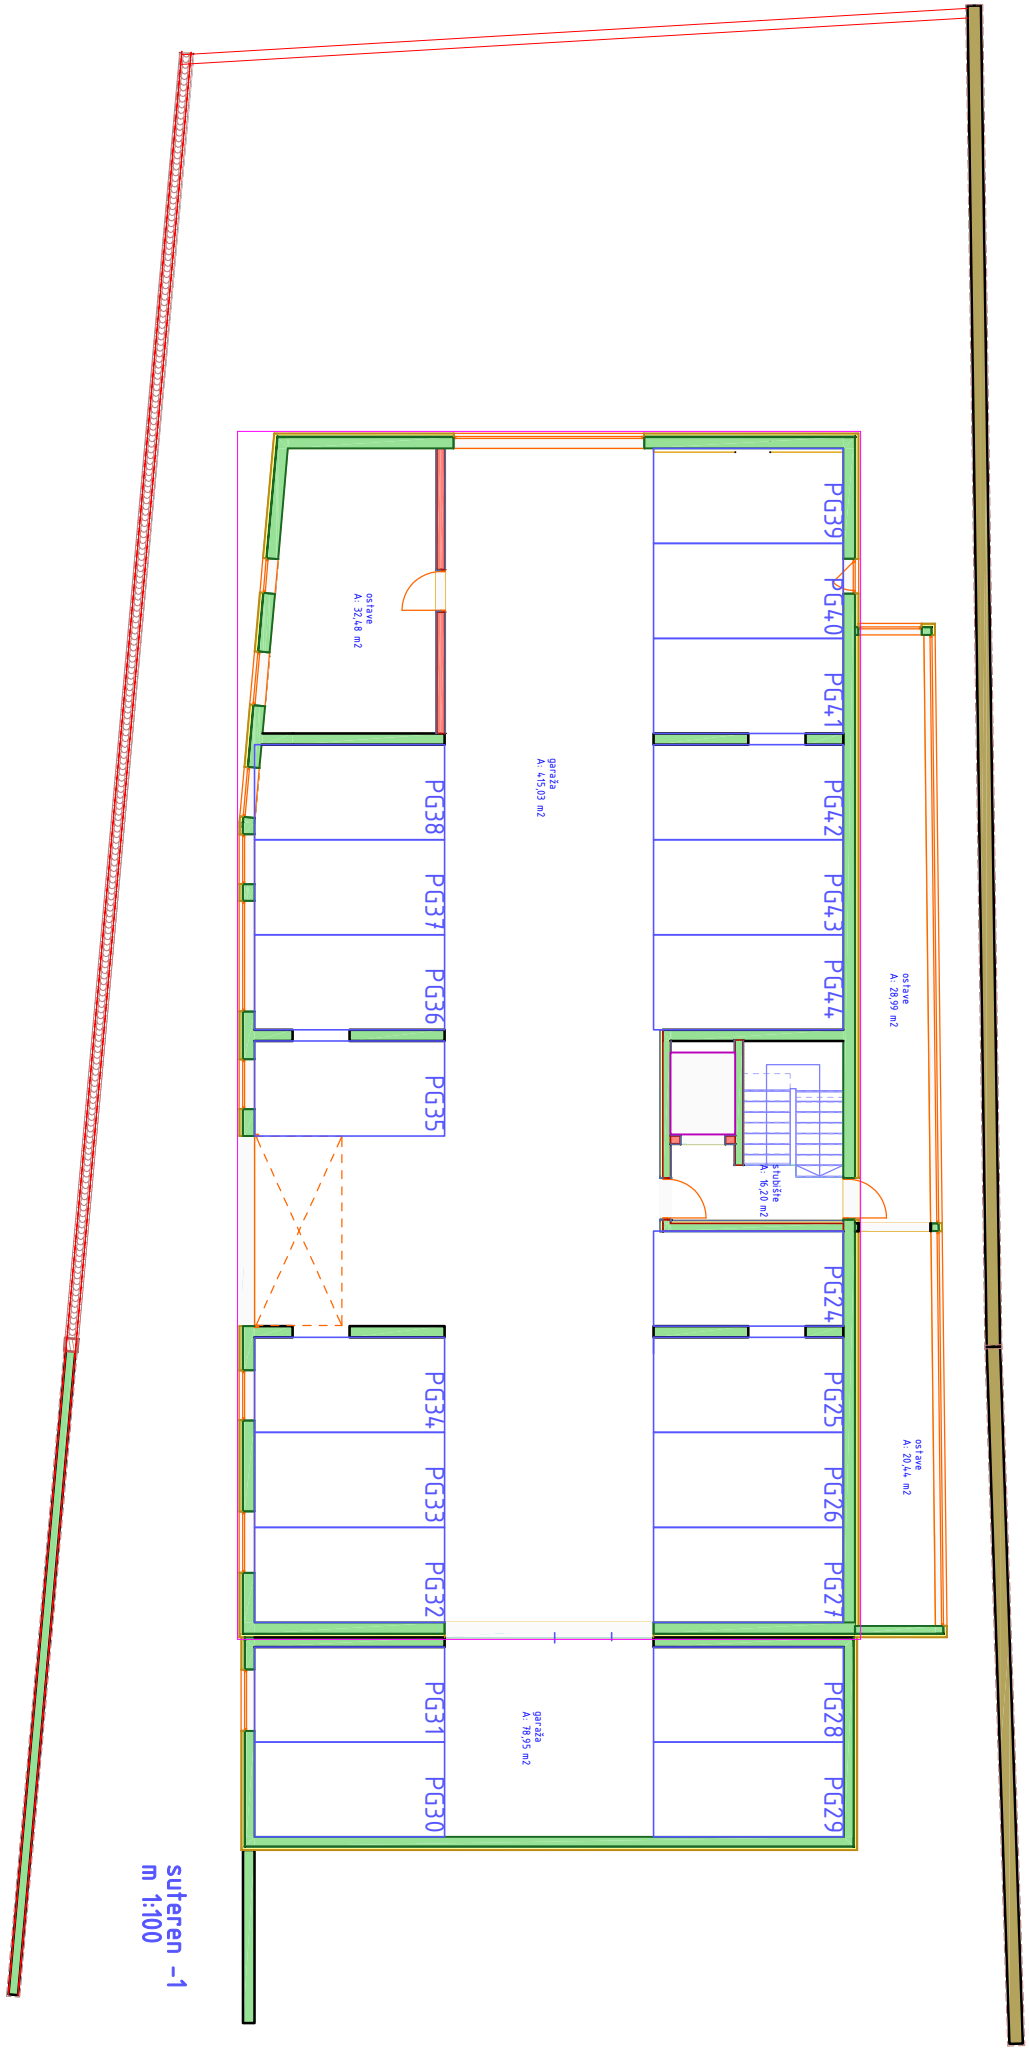 PG39
PG40
PG41
PG42
PG43
PG44
PG24
PG25
PG26
PG27
PG28
PG29
ostave
A: 28,99 m2
ostave
A: 20,44 m2
stubište
A: 16,20 m2
garaža
A: 415,03 m2
garaža
A: 78,95 m2
ostave
A: 32,48 m2
PG38
PG37
PG36
PG35
PG34
PG33
PG32
PG31
PG30
suteren -1
m 1:100